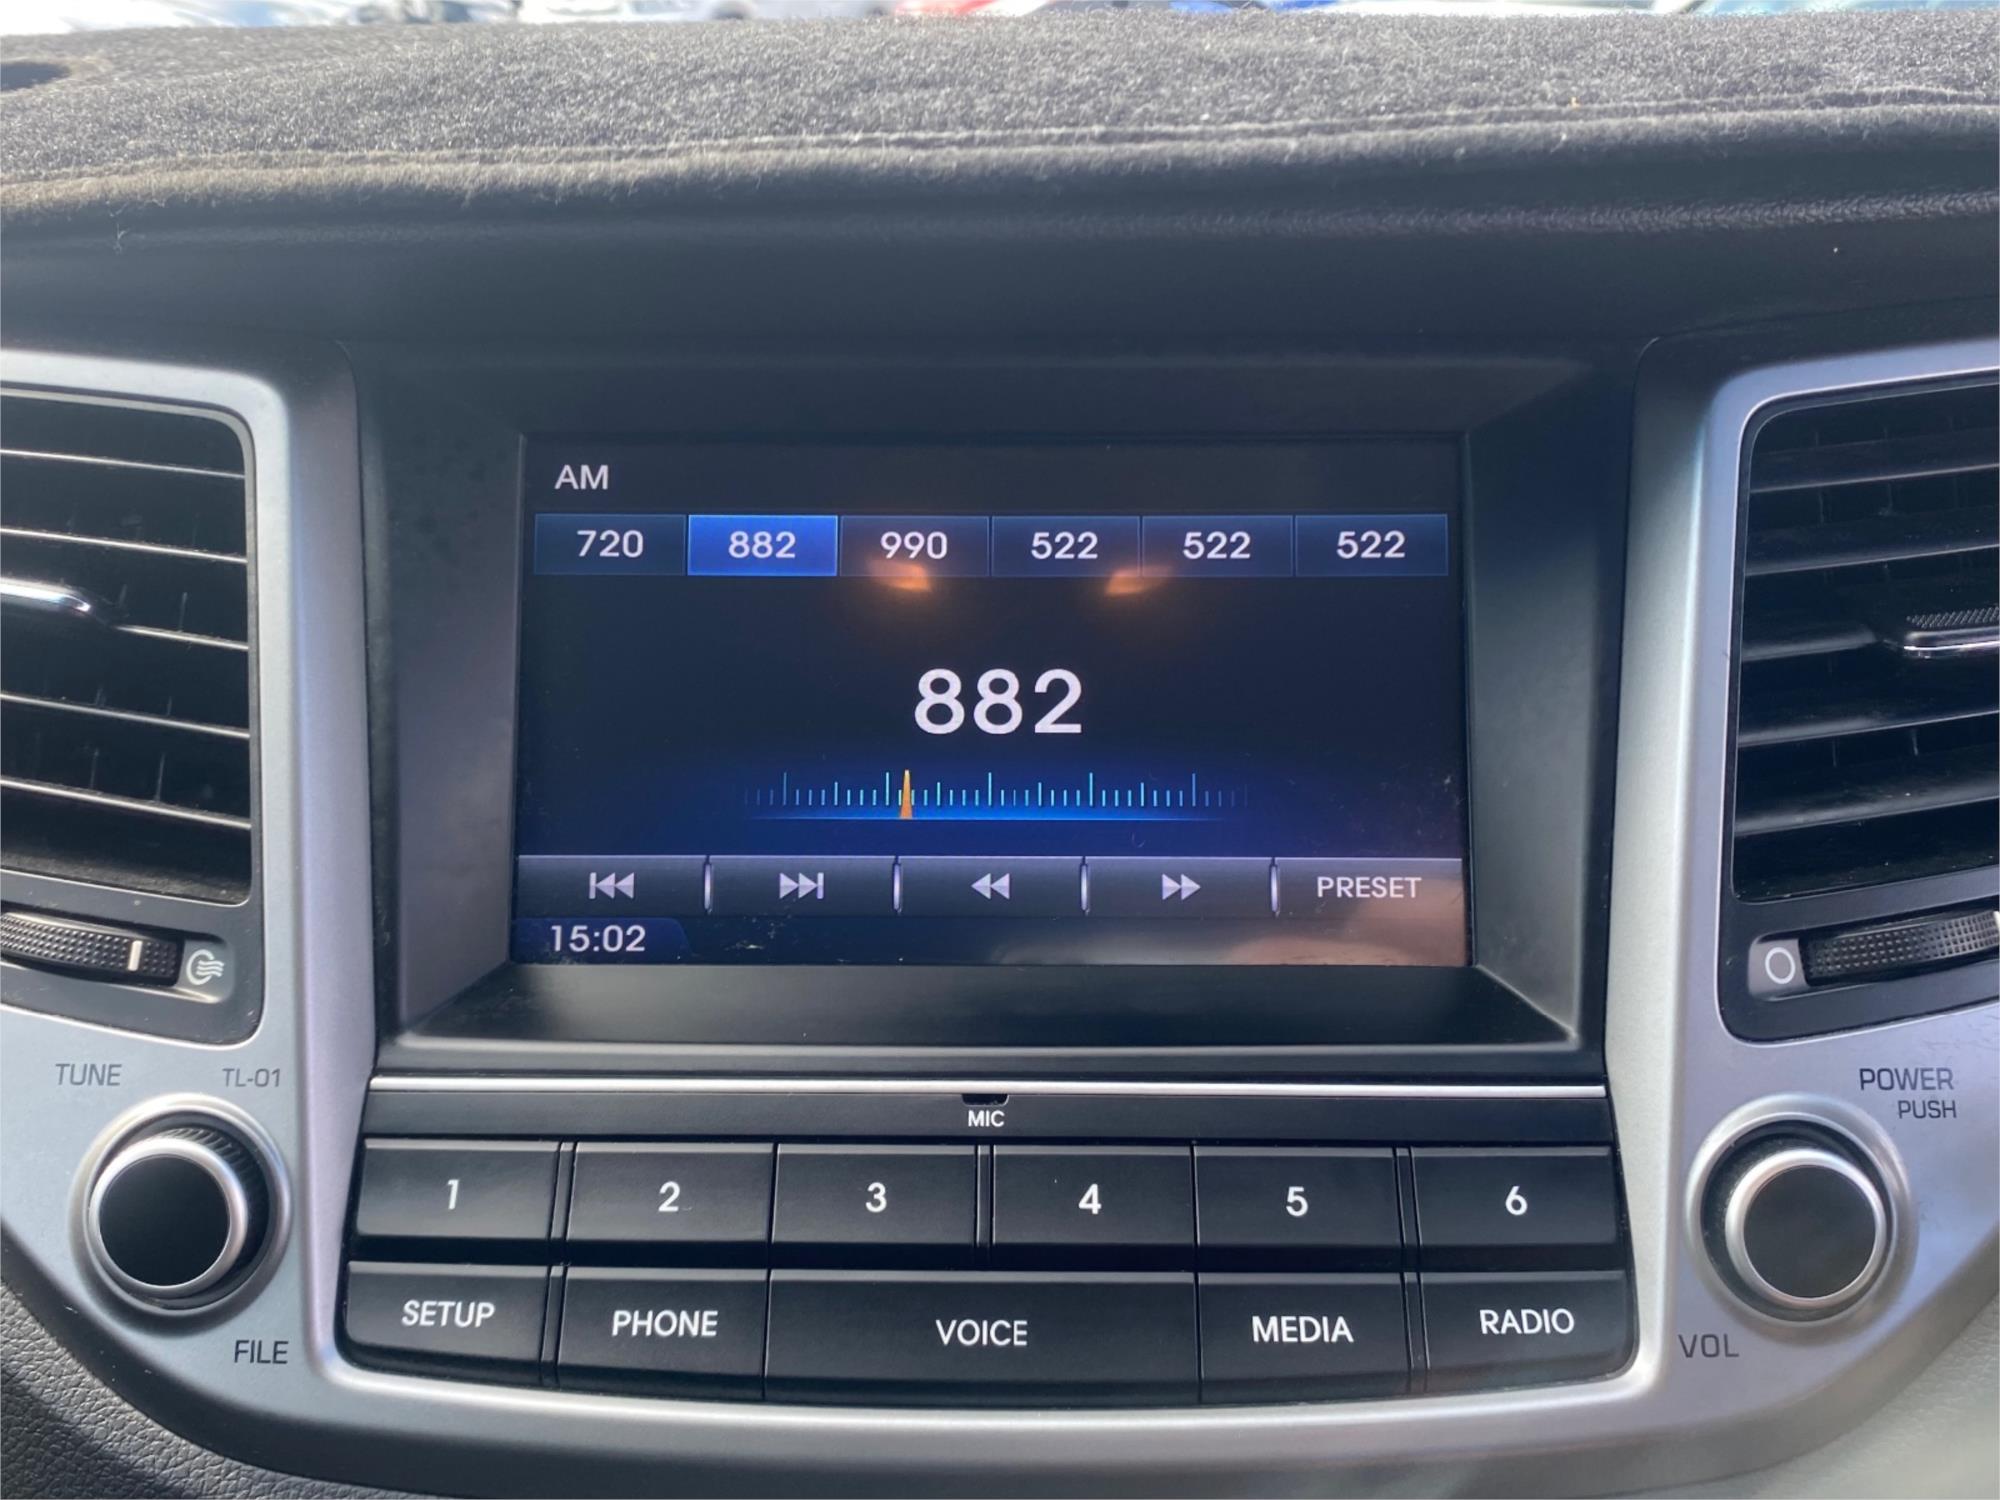 AM
720 882 990 522 522 522
882
PRESET
15:02
TUNE TL-01
POWER
PUSH
MIC
1 2 3 4 5 6
SETUP PHONE VOICE MEDIA RADIO
FILE
VOL